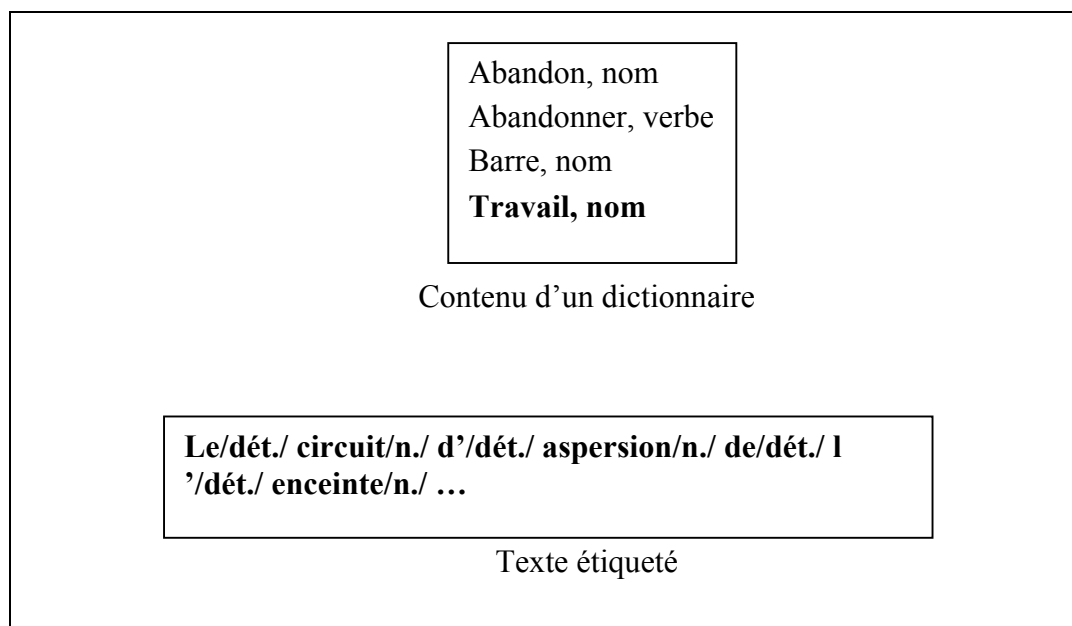 Abandon, nom
Abandonner, verbe
Barre, nom
Travail, nom
Contenu d’un dictionnaire
Le/dét./ circuit/n./ d’/dét./ aspersion/n./ de/dét./ l
’/dét./ enceinte/n./ …
Texte étiqueté